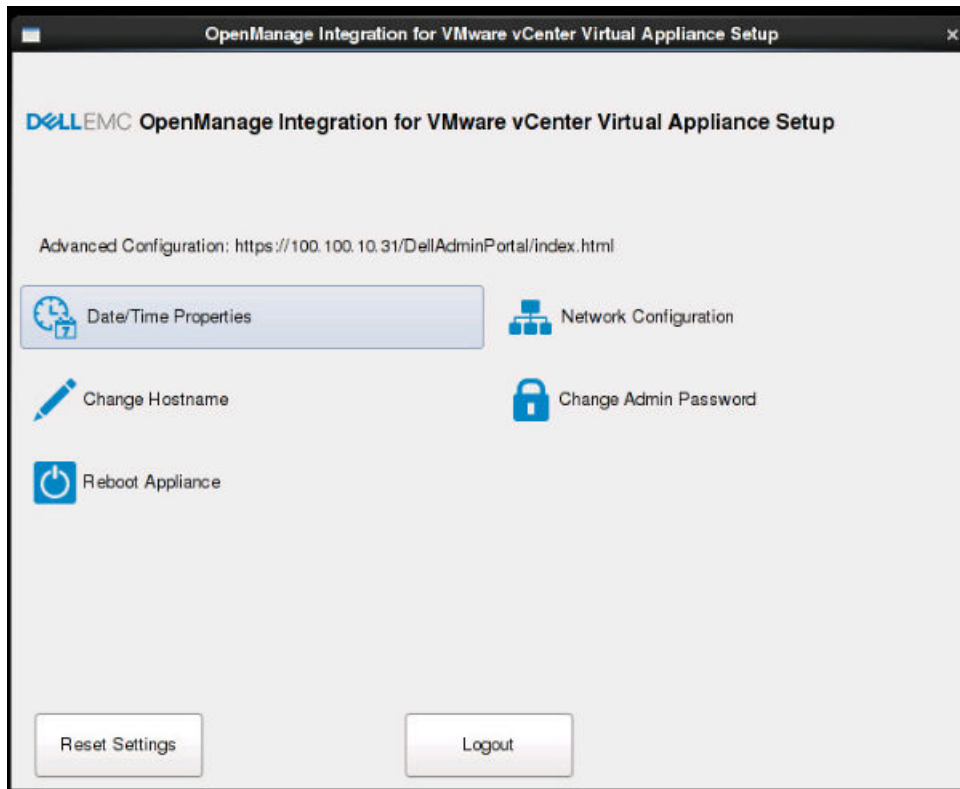 OpenManage Integration for VMware vCenter Virtual Appliance Setup
DELLEMC OpenManage Integration for VMware vCenter Virtual Appliance Setup
Advanced Configuration: https://100.100.10.31/DellAdminPortal/index.html
7 Date/Time Properties Network Configuration
Change Hostname Change Admin Password
Reboot Appliance
Reset Settings Logout